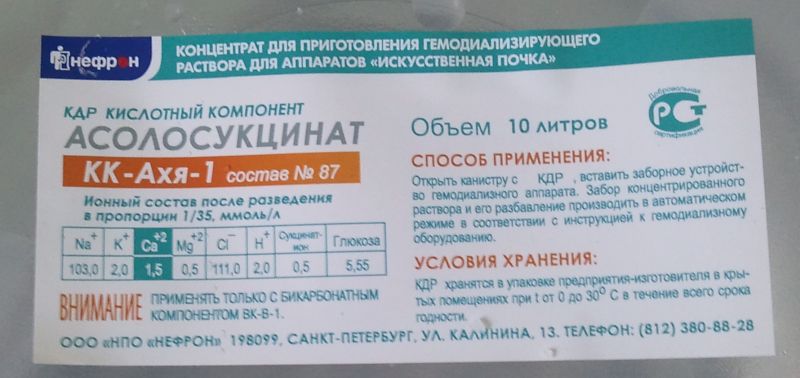 нефрон
КОНЦЕНТРАТ ДЛЯ ПРИГОТОВЛЕНИЯ ГЕМОДИАЛИЗИРУЮЩЕГО
РАСТВОРА ДЛЯ АППАРАТОВ «ИСКУССТВЕННАЯ ПОЧКА»
КДР КИСЛОТНЫЙ КОМПОНЕНТ
АСОЛОСУКЦИНАТ
КК-Ахя-1 состав № 87
Ионный состав после разведения
в пропорции 1/35, ммоль/л
Na+ K+ Ca+2 Mg+2 Cl− H+ Сукцинат-ион Глюкоза
103,0 2,0 1,5 0,5 111,0 2,0 0,5 5,55
ВНИМАНИЕ ПРИМЕНЯТЬ ТОЛЬКО С БИКАРБОНАТНЫМ
КОМПОНЕНТОМ ВК-В-1.
Объем 10 литров
Добровольная
РСТ
сертификация
СПОСОБ ПРИМЕНЕНИЯ:
Открыть канистру с КДР , вставить заборное устройст-
во гемодиализного аппарата. Забор концентрированного
раствора и его разбавление производить в автоматическом
режиме в соответствии с инструкцией к гемодиализному
оборудованию.
УСЛОВИЯ ХРАНЕНИЯ:
КДР хранятся в упаковке предприятия-изготовителя в кры-
тых помещениях при t от 0 до 30⁰ С в течение всего срока
годности.
ООО «НПО «НЕФРОН» 198099, САНКТ-ПЕТЕРБУРГ, УЛ. КАЛИНИНА, 13. ТЕЛЕФОН: (812) 380-88-28